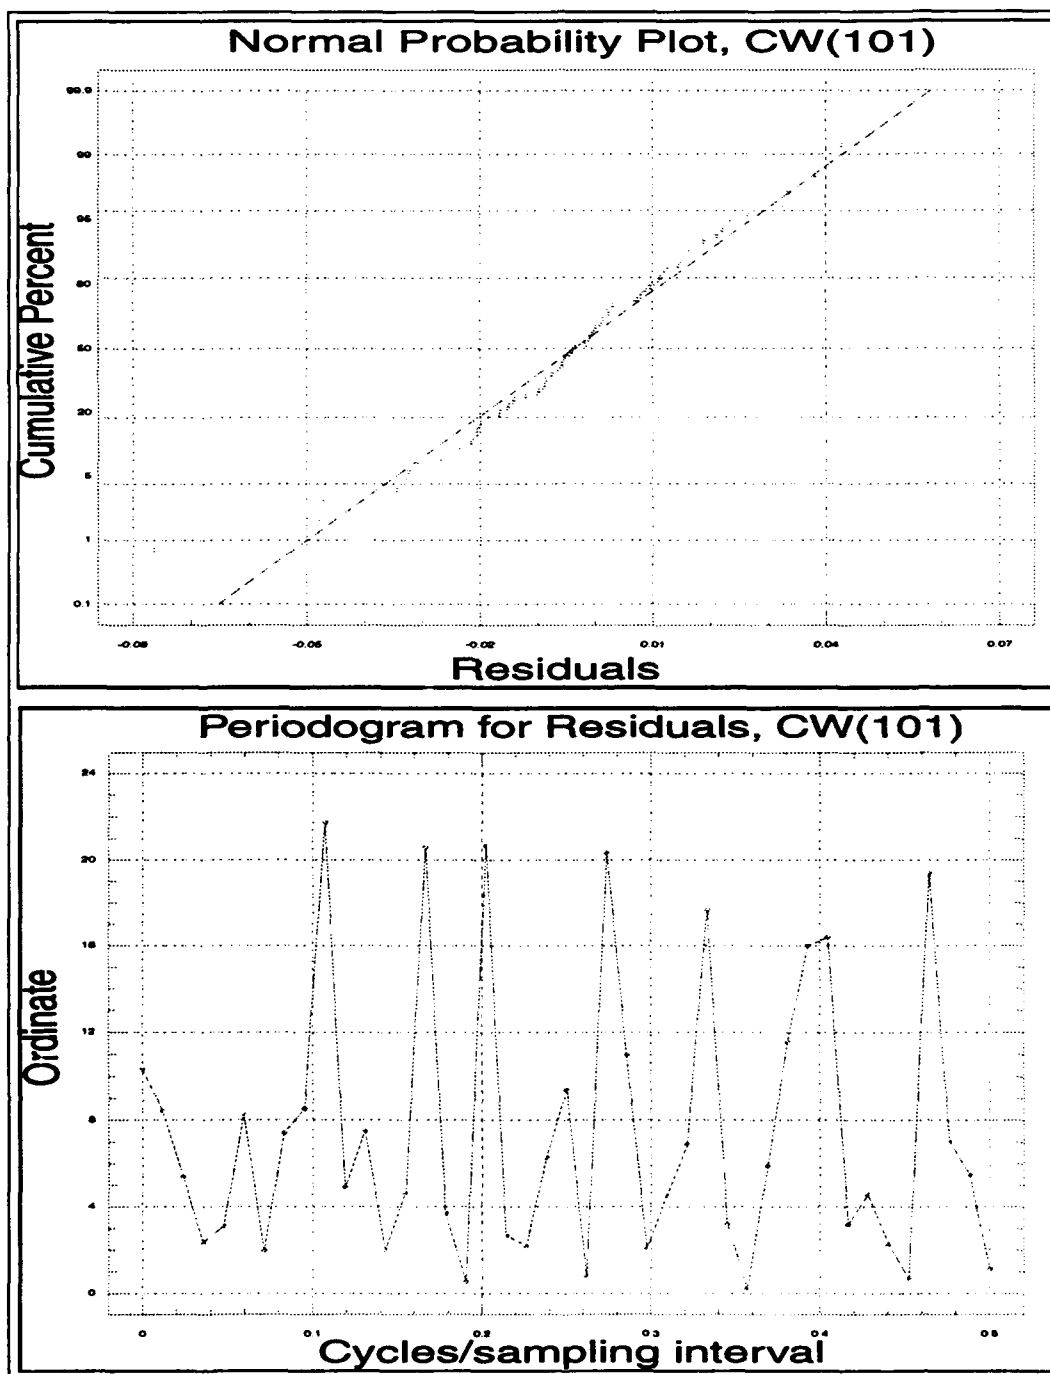 Normal Probability Plot, CW(101)
Cumulative Percent
99.9
99
95
80
50
20
5
1
0.1
-0.08 -0.05 -0.02 0.01 0.04 0.07
Residuals
Periodogram for Residuals, CW(101)
Ordinate
24
20
16
12
8
4
0
0 0.1 0.2 0.3 0.4 0.5
Cycles/sampling interval